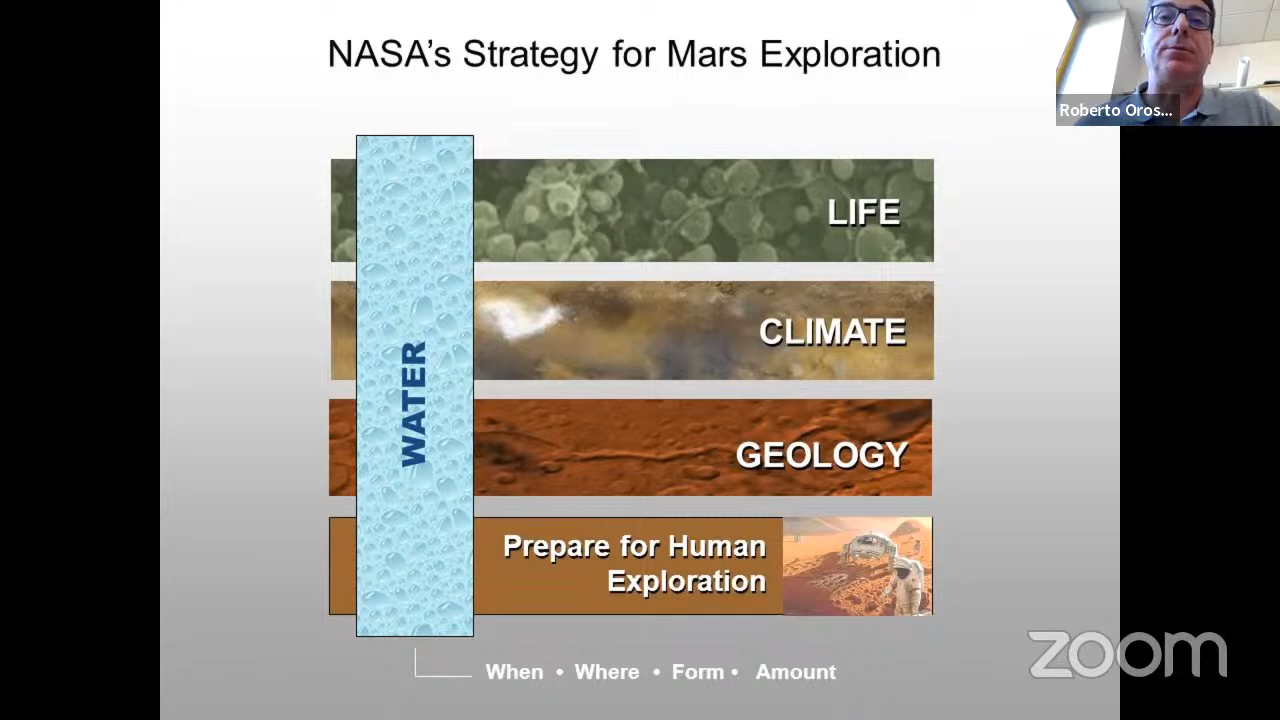 NASA's Strategy for Mars Exploration
Roberto Oros...
LIFE
CLIMATE
WATER
GEOLOGY
Prepare for Human
Exploration
When • Where • Form • Amount
zoom